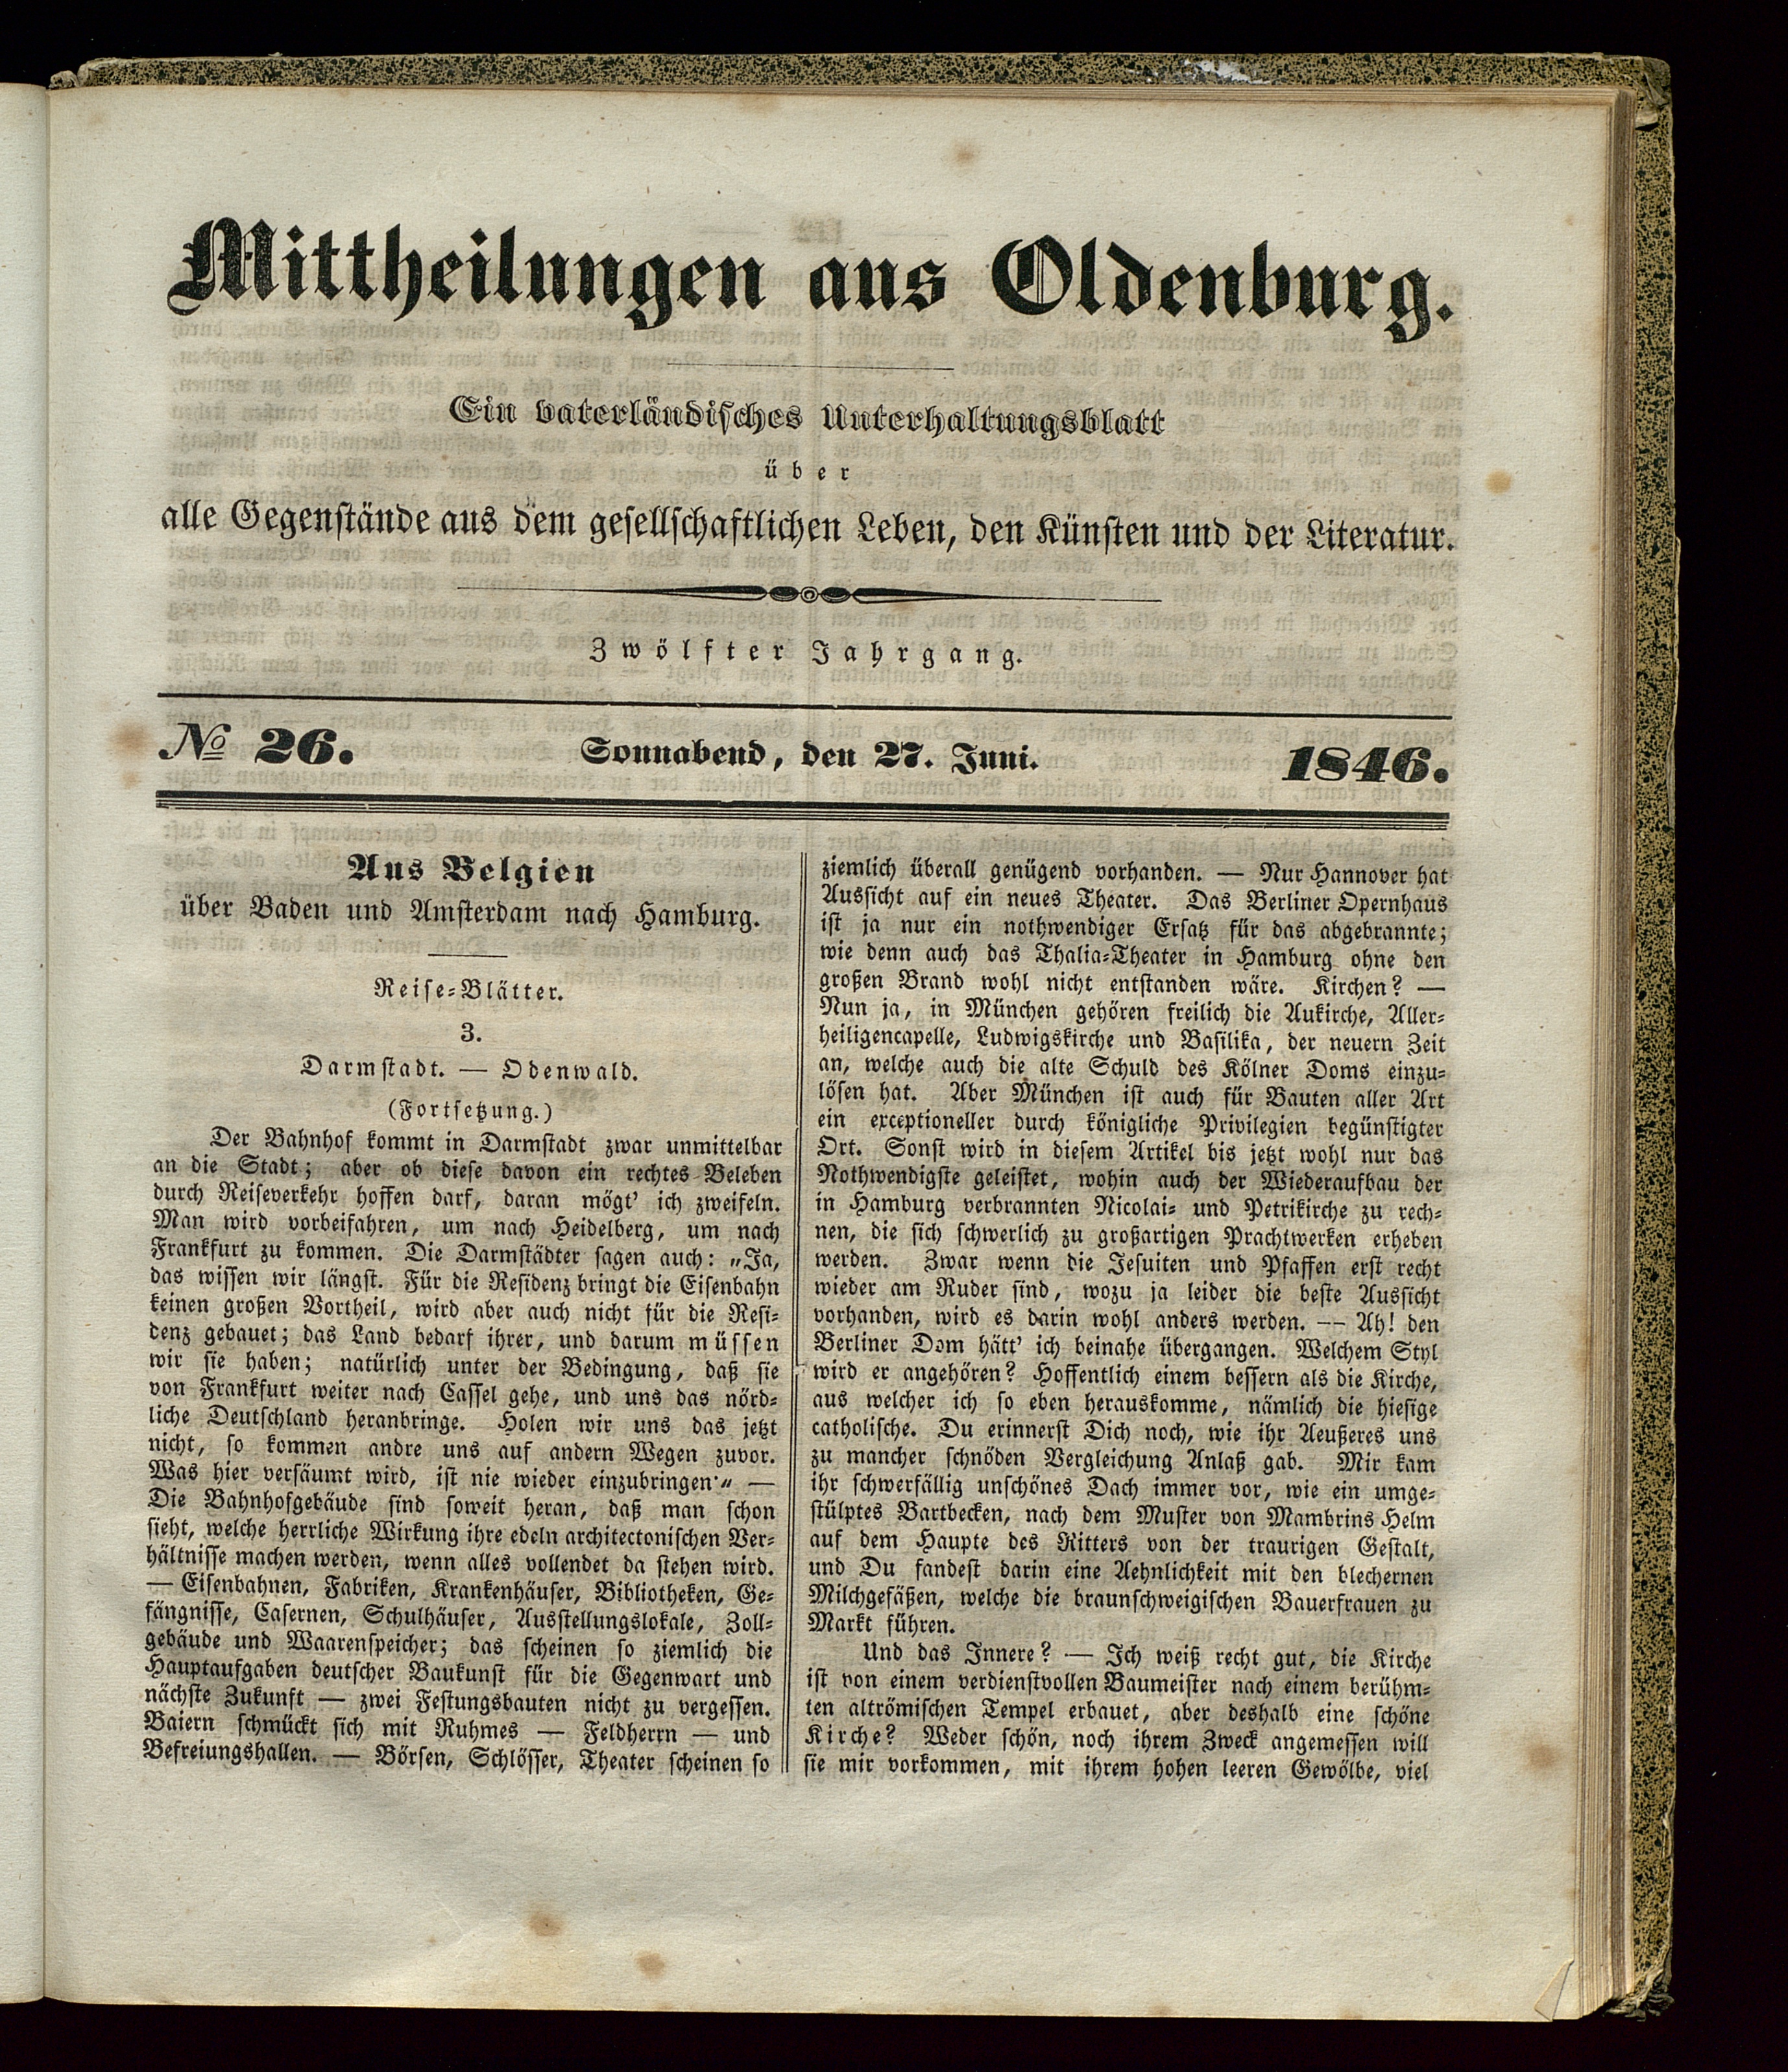 Mittheilungen aus Oldenburg.
Ein vaterländisches Unterhaltungsblatt
über
alle Gegenstände aus dem gesellschaftlichen Leben, den Künsten und der Literatur.
Zwölfter Jahrgang.
№ 26. Sonnabend, den 27. Juni. 1846.
Aus Belgien
über Baden und Amsterdam nach Hamburg.
Reise-Blätter.
3.
Darmstadt. — Odenwald.
(Fortsetzung.)
Der Bahnhof kommt in Darmstadt zwar unmittelbar
an die Stadt; aber ob diese davon ein rechtes Beleben
durch Reiseverkehr hoffen darf, daran mögt' ich zweifeln.
Man wird vorbeifahren, um nach Heidelberg, um nach
Frankfurt zu kommen. Die Darmstädter sagen auch: „Ja,
das wissen wir längst. Für die Residenz bringt die Eisenbahn
keinen großen Vortheil, wird aber auch nicht für die Resi-
denz gebauet; das Land bedarf ihrer, und darum müssen
wir sie haben; natürlich unter der Bedingung, daß sie
von Frankfurt weiter nach Cassel gehe, und uns das nörd-
liche Deutschland heranbringe. Holen wir uns das jetzt
nicht, so kommen andre uns auf andern Wegen zuvor.
Was hier versäumt wird, ist nie wieder einzubringen·„ —
Die Bahnhofgebäude sind soweit heran, daß man schon
sieht, welche herrliche Wirkung ihre edeln architectonischen Ver-
hältnisse machen werden, wenn alles vollendet da stehen wird.
— Eisenbahnen, Fabriken, Krankenhäuser, Bibliotheken, Ge-
fängnisse, Casernen, Schulhäuser, Ausstellungslokale, Zoll-
gebäude und Waarenspeicher; das scheinen so ziemlich die
Hauptaufgaben deutscher Baukunst für die Gegenwart und
nächste Zukunft — zwei Festungsbauten nicht zu vergessen.
Baiern schmückt sich mit Ruhmes — Feldherrn — und
Befreiungshallen. — Börsen, Schlösser, Theater scheinen so
ziemlich überall genügend vorhanden. — Nur Hannover hat
Aussicht auf ein neues Theater. Das Berliner Opernhaus
ist ja nur ein nothwendiger Ersatz für das abgebrannte;
wie denn auch das Thalia-Theater in Hamburg ohne den
großen Brand wohl nicht entstanden wäre. Kirchen? —
Nun ja, in München gehören freilich die Aukirche, Aller-
heiligencapelle, Ludwigskirche und Basilika, der neuern Zeit
an, welche auch die alte Schuld des Kölner Doms einzu-
lösen hat. Aber München ist auch für Bauten aller Art
ein exceptioneller durch königliche Privilegien begünstigter
Ort. Sonst wird in diesem Artikel bis jetzt wohl nur das
Nothwendigste geleistet, wohin auch der Wiederaufbau der
in Hamburg verbrannten Nicolai- und Petrikirche zu rech-
nen, die sich schwerlich zu großartigen Prachtwerken erheben
werden. Zwar wenn die Jesuiten und Pfaffen erst recht
wieder am Ruder sind, wozu ja leider die beste Aussicht
vorhanden, wird es darin wohl anders werden. —— Ah! den
Berliner Dom hätt' ich beinahe übergangen. Welchem Styl
wird er angehören? Hoffentlich einem bessern als die Kirche,
aus welcher ich so eben herauskomme, nämlich die hiesige
catholische. Du erinnerst Dich noch, wie ihr Aeußeres uns
zu mancher schnöden Vergleichung Anlaß gab. Mir kam
ihr schwerfällig unschönes Dach immer vor, wie ein umge-
stülptes Bartbecken, nach dem Muster von Mambrins Helm
auf dem Haupte des Ritters von der traurigen Gestalt,
und Du fandest darin eine Aehnlichkeit mit den blechernen
Milchgefäßen, welche die braunschweigischen Bauerfrauen zu
Markt führen.
Und das Innere? — Ich weiß recht gut, die Kirche
ist von einem verdienstvollen Baumeister nach einem berühm-
ten altrömischen Tempel erbauet, aber deshalb eine schöne
Kirche? Weder schön, noch ihrem Zweck angemessen will
sie mir vorkommen, mit ihrem hohen leeren Gewölbe, viel